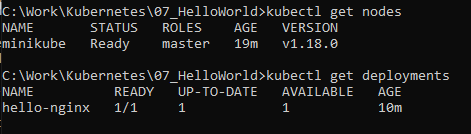 C:\Work\Kubernetes\07_HelloWorld>kubectl get nodes
NAME STATUS ROLES AGE VERSION
minikube Ready master 19m v1.18.0
C:\Work\Kubernetes\07_HelloWorld>kubectl get deployments
NAME READY UP-TO-DATE AVAILABLE AGE
hello-nginx 1/1 1 1 10m